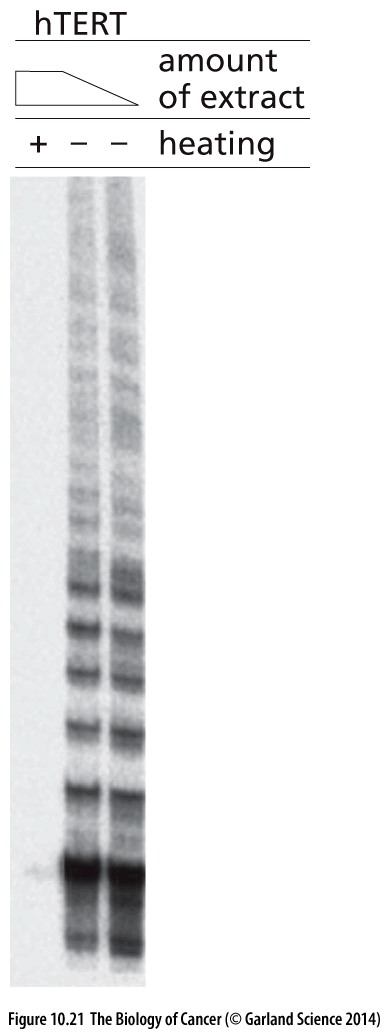 hTERT
amount
of extract
+ – – heating
Figure 10.21 The Biology of Cancer (© Garland Science 2014)